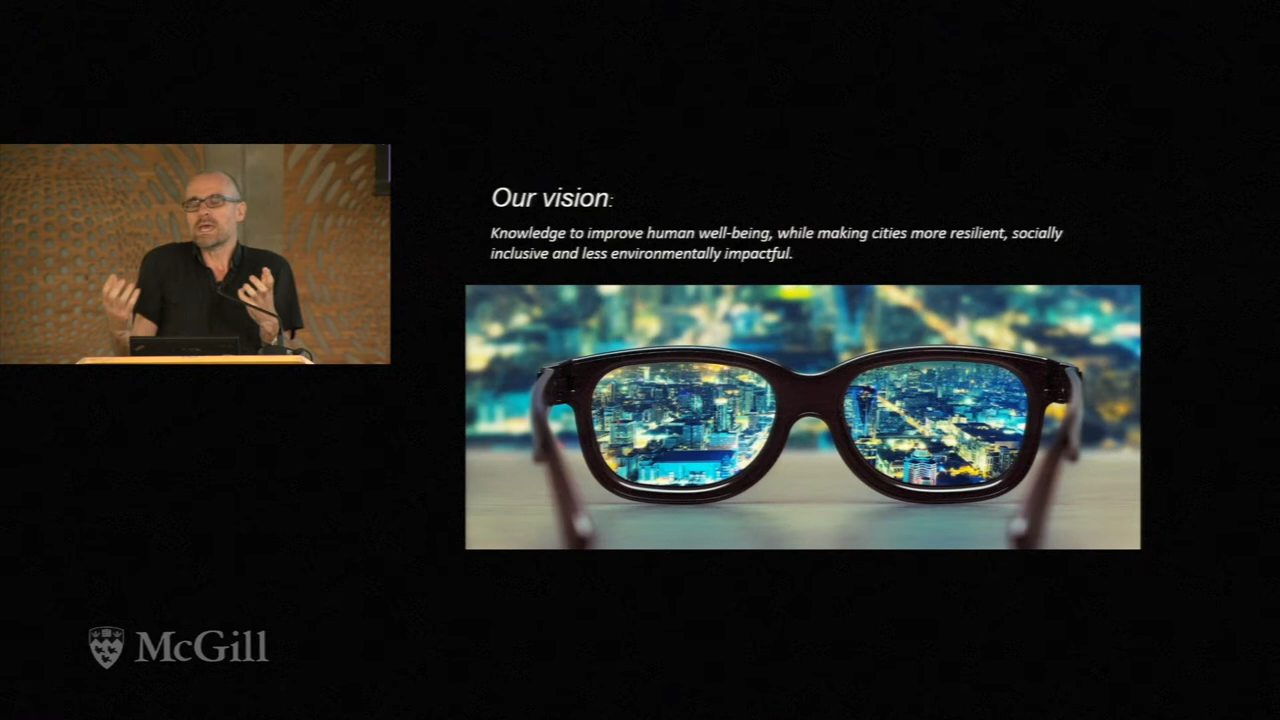 Our vision:
Knowledge to improve human well-being, while making cities more resilient, socially
inclusive and less environmentally impactful.
McGill